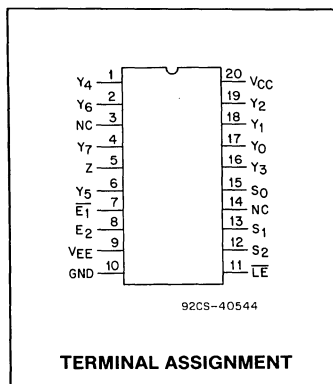 Y4 1 20 VCC
Y6 2 19 Y2
NC 3 18 Y1
Y7 4 17 Y0
Z 5 16 Y3
Y5 6 15 S0
E̅1̅ 7 14 NC
E2 8 13 S1
VEE 9 12 S2
GND 10 11 L̅E̅
92CS-40544
TERMINAL ASSIGNMENT